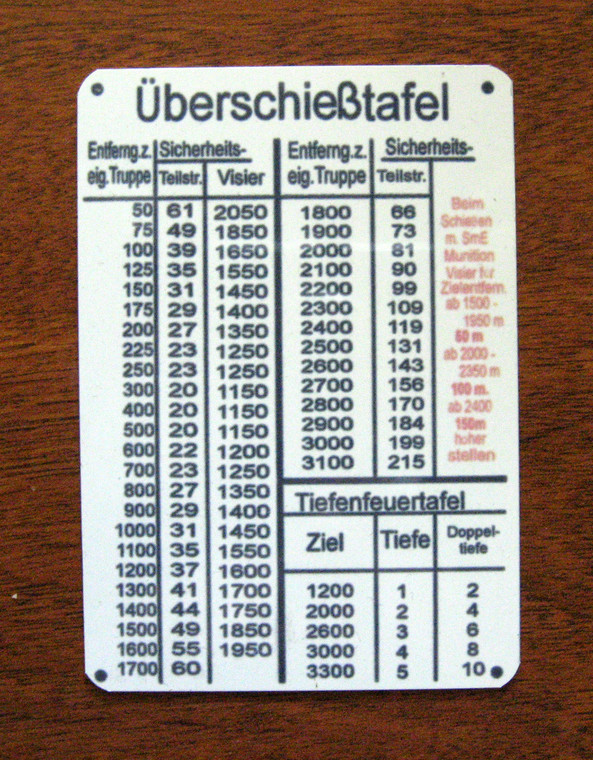 Überschießtafel
Entferng.z. Sicherheits-
eig.Truppe Teilstr. Visier
50 61 2050
75 49 1850
100 39 1650
125 35 1550
150 31 1450
175 29 1400
200 27 1350
225 23 1250
250 23 1250
300 20 1150
400 20 1150
500 20 1150
600 22 1200
700 23 1250
800 27 1350
900 29 1400
1000 31 1450
1100 35 1550
1200 37 1600
1300 41 1700
1400 44 1750
1500 49 1850
1600 55 1950
1700 60
Entferng.z. Sicherheits-
eig.Truppe Teilstr.
1800 66
1900 73
2000 81
2100 90
2200 99
2300 109
2400 119
2500 131
2600 143
2700 156
2800 170
2900 184
3000 199
3100 215
Beim
Schießen
m. SmE
Munition
Visier für
Zielentfern.
ab 1500 -
1950 m
50 m
ab 2000 -
2350 m
100 m.
ab 2400
150m
hoher
stellen
Tiefenfeuertafel
Ziel Tiefe Doppel-
tiefe
1200 1 2
2000 2 4
2600 3 6
3000 4 8
3300 5 10